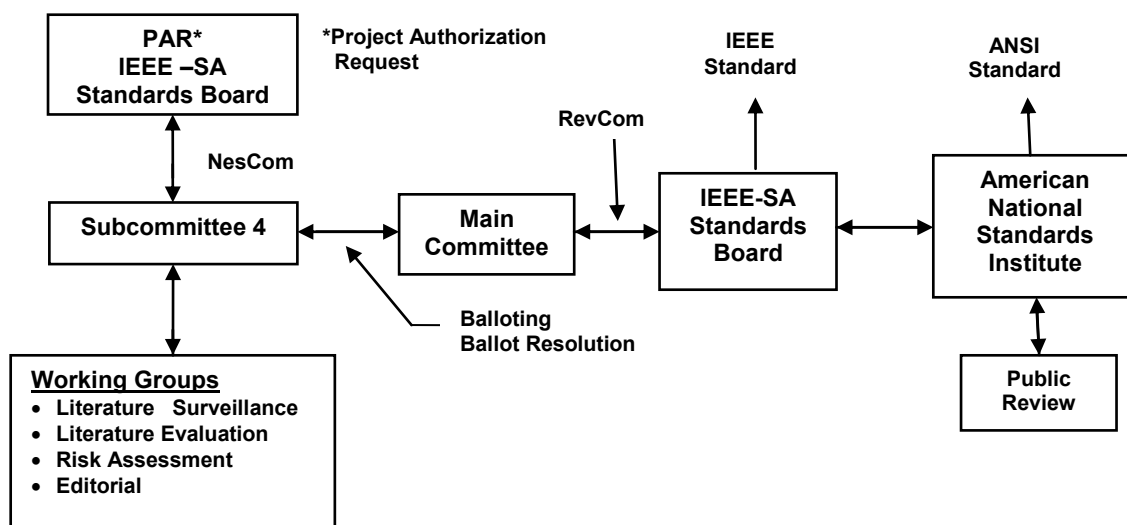 PAR*
IEEE –SA
Standards Board
*Project Authorization
Request
IEEE
Standard
ANSI
Standard
NesCom
RevCom
Subcommittee 4
Main
Committee
IEEE-SA
Standards
Board
American
National
Standards
Institute
Balloting
Ballot Resolution
Working Groups
• Literature Surveillance
• Literature Evaluation
• Risk Assessment
• Editorial
Public
Review